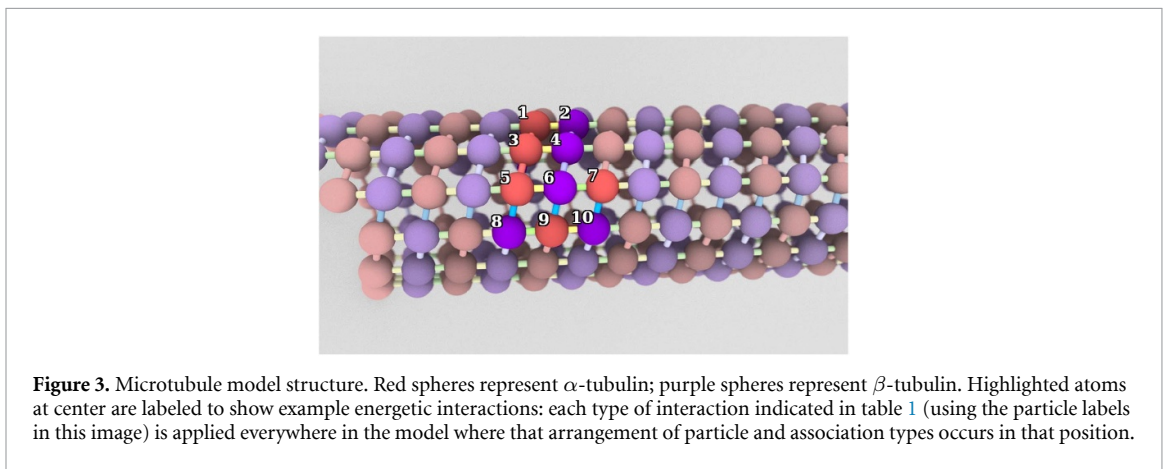 1 2
3 4
5 6 7
8 9 10
Figure 3. Microtubule model structure. Red spheres represent α-tubulin; purple spheres represent β-tubulin. Highlighted atoms
at center are labeled to show example energetic interactions: each type of interaction indicated in table 1 (using the particle labels
in this image) is applied everywhere in the model where that arrangement of particle and association types occurs in that position.